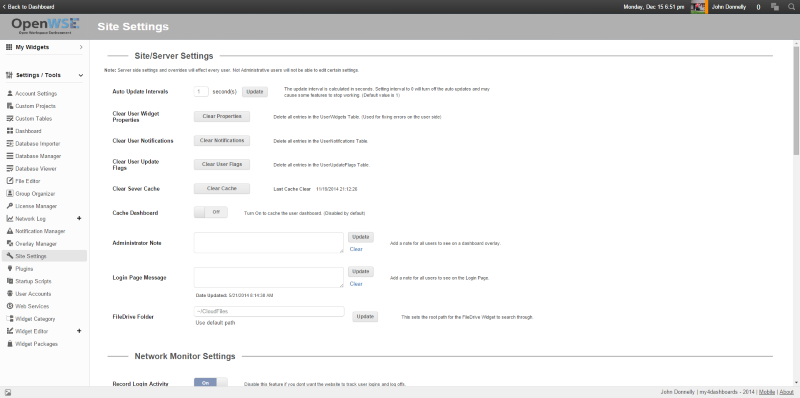 Back to Dashboard
Monday, Dec 15 6:51 pm
John Donnelly
0
OpenWSE
Open Workspace Environment
Site Settings
My Widgets
Settings / Tools
Account Settings
Custom Projects
Custom Tables
Dashboard
Database Importer
Database Manager
Database Viewer
File Editor
Group Organizer
License Manager
Network Log +
Notification Manager
Overlay Manager
Site Settings
Plugins
Startup Scripts
User Accounts
Web Services
Widget Category
Widget Editor +
Widget Packages
Site/Server Settings
Note: Server side settings and overrides will effect every user. Not Administrative users will not be able to edit certain settings.
Auto Update Intervals
1 second(s) Update
The update interval is calculated in seconds. Setting interval to 0 will turn off the auto updates and may
cause some features to stop working. (Default value is 1)
Clear User Widget
Properties
Clear Properties
Delete all entries in the UserWidgets Table. (Used for fixing errors on the user side)
Clear User Notifications
Clear Notifications
Delete all entries in the UserNotifications Table
Clear User Update
Flags
Clear User Flags
Delete all entries in the UserUpdateFlags Table
Clear Sever Cache
Clear Cache
Last Cache Clear 11/19/2014 21:12:20
Cache Dashboard
Off
Turn On to cache the user dashboard. (Disabled by default)
Administrator Note
Update
Clear
Add a note for all users to see on a dashboard overlay.
Login Page Message
Update
Clear
Add a note for all users to see on the Login Page.
Date Updated: 5/21/2014 8:14:38 AM
FileDrive Folder
~/CloudFiles
Update
This sets the root path for the FileDrive Widget to search through.
Use default path
Network Monitor Settings
Record Login Activity
On
Disable this feature if you dont want the website to track user logins and log offs.
John Donnelly | my4dashboards - 2014 | Mobile | About